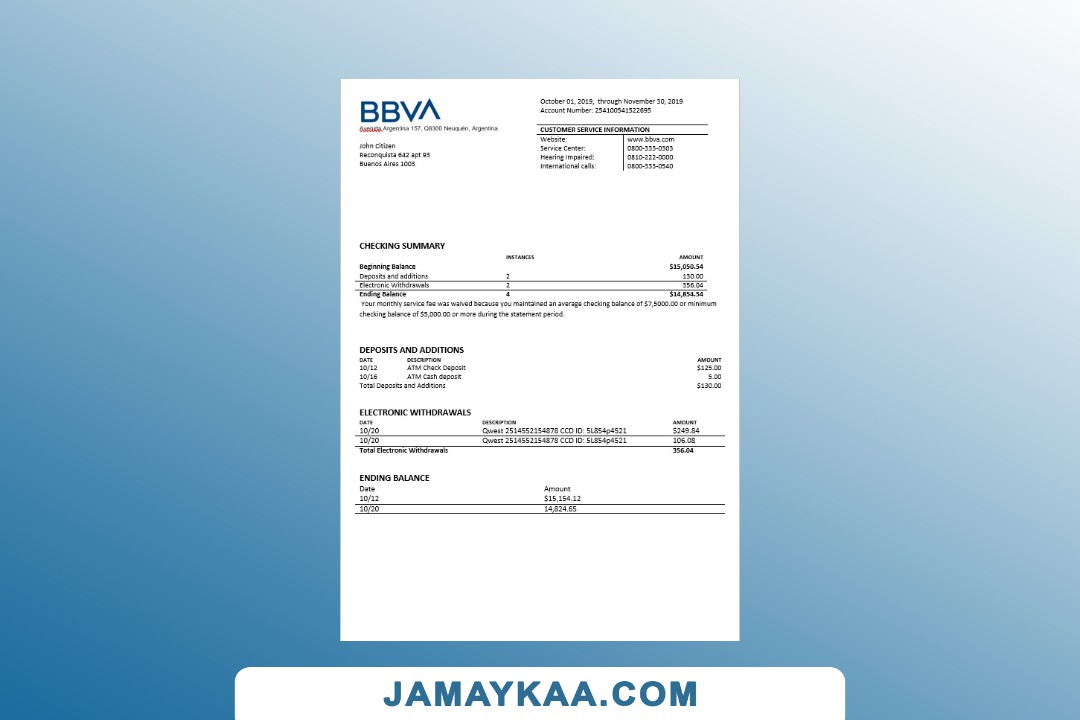 BBVA
Avenida Argentina 157, Q8300 Neuquén, Argentina
John Citizen
Reconquista 642 apt 93
Buenos Aires 1003
October 01, 2019, through November 30, 2019
Account Number: 254100541522695
CUSTOMER SERVICE INFORMATION
Website: www.bbva.com
Service Center: 0800-333-0303
Hearing Impaired: 0810-222-0000
International calls: 0800-333-0340
CHECKING SUMMARY
INSTANCES AMOUNT
Beginning Balance $15,050.54
Deposits and additions 2 130.00
Electronic Withdrawals 2 356.04
Ending Balance 4 $14,854.54
Your monthly service fee was waived because you maintained an average checking balance of $7,5000.00 or minimum
checking balance of $5,000.00 or more during the statement period.
DEPOSITS AND ADDITIONS
DATE DESCRIPTION AMOUNT
10/12 ATM Check Deposit $125.00
10/16 ATM Cash deposit 5.00
Total Deposits and Additions $130.00
ELECTRONIC WITHDRAWALS
DATE DESCRIPTION AMOUNT
10/20 Qwest 2514552154878 CCD ID: 5L854p4521 $249.84
10/20 Qwest 2514552154878 CCD ID: 5L854p4521 106.08
Total Electronic Withdrawals 356.04
ENDING BALANCE
Date Amount
10/12 $15,154.12
10/20 14,824.65
JAMAYKAA.COM